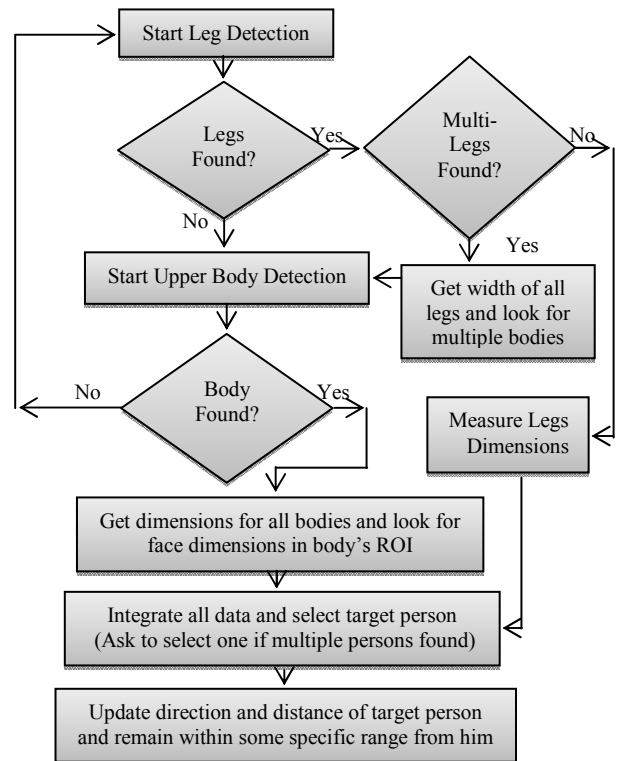 Start Leg Detection
Legs
Found?
Yes
Multi-
Legs
Found?
No
No
Yes
Start Upper Body Detection
Get width of all
legs and look for
multiple bodies
Body
Found?
No
Yes
Measure Legs
Dimensions
Get dimensions for all bodies and look for
face dimensions in body's ROI
Integrate all data and select target person
(Ask to select one if multiple persons found)
Update direction and distance of target person
and remain within some specific range from him